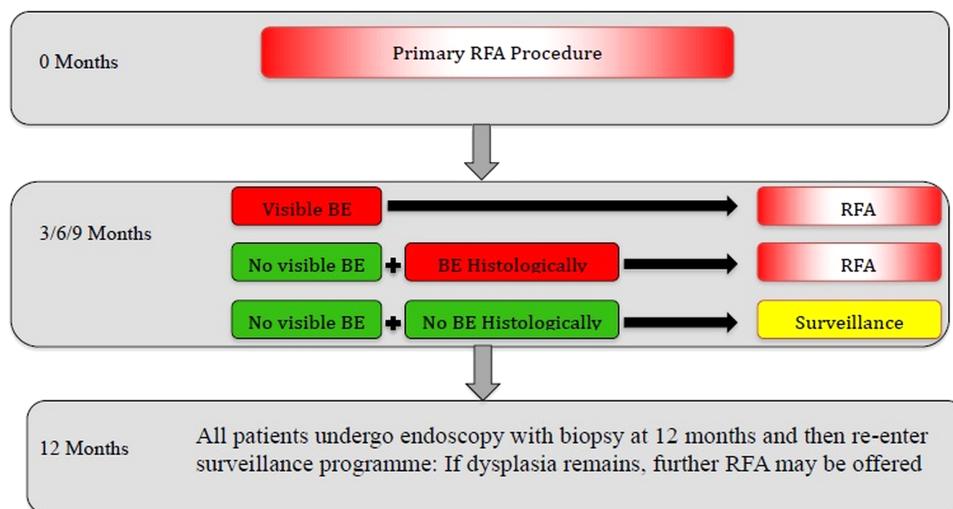 0 Months
Primary RFA Procedure
3/6/9 Months
Visible BE
RFA
No visible BE
+
BE Histologically
RFA
No visible BE
+
No BE Histologically
Surveillance
12 Months
All patients undergo endoscopy with biopsy at 12 months and then re-enter
surveillance programme: If dysplasia remains, further RFA may be offered